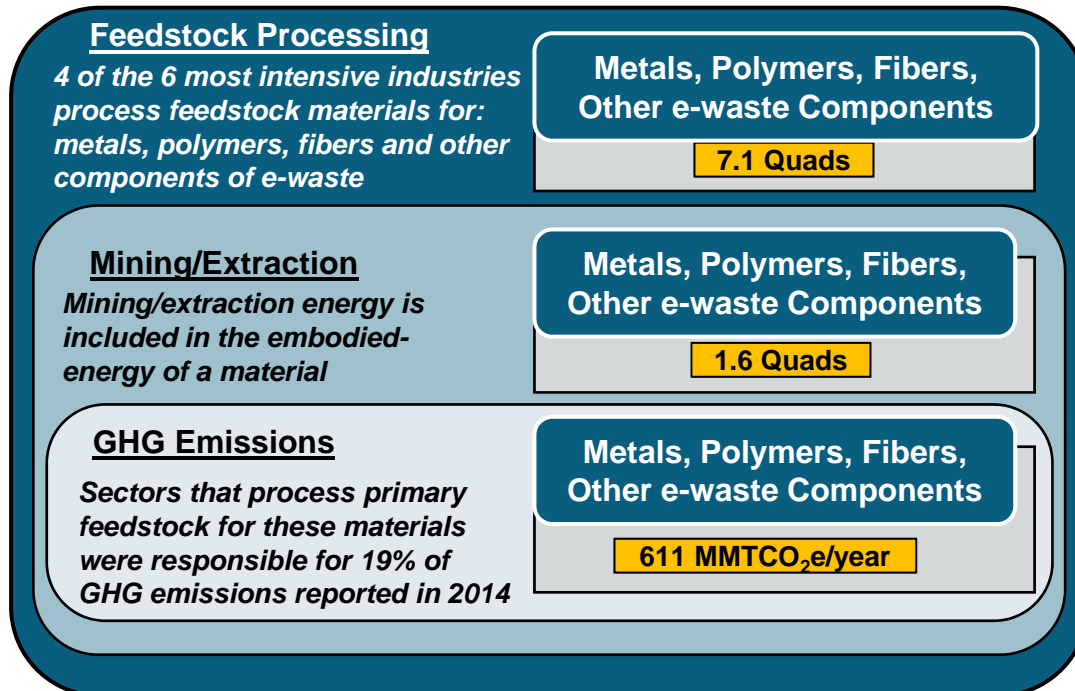 Feedstock Processing
4 of the 6 most intensive industries
process feedstock materials for:
metals, polymers, fibers and other
components of e-waste
Metals, Polymers, Fibers,
Other e-waste Components
7.1 Quads
Mining/Extraction
Mining/extraction energy is
included in the embodied-
energy of a material
Metals, Polymers, Fibers,
Other e-waste Components
1.6 Quads
GHG Emissions
Sectors that process primary
feedstock for these materials
were responsible for 19% of
GHG emissions reported in 2014
Metals, Polymers, Fibers,
Other e-waste Components
611 MMTCO₂e/year